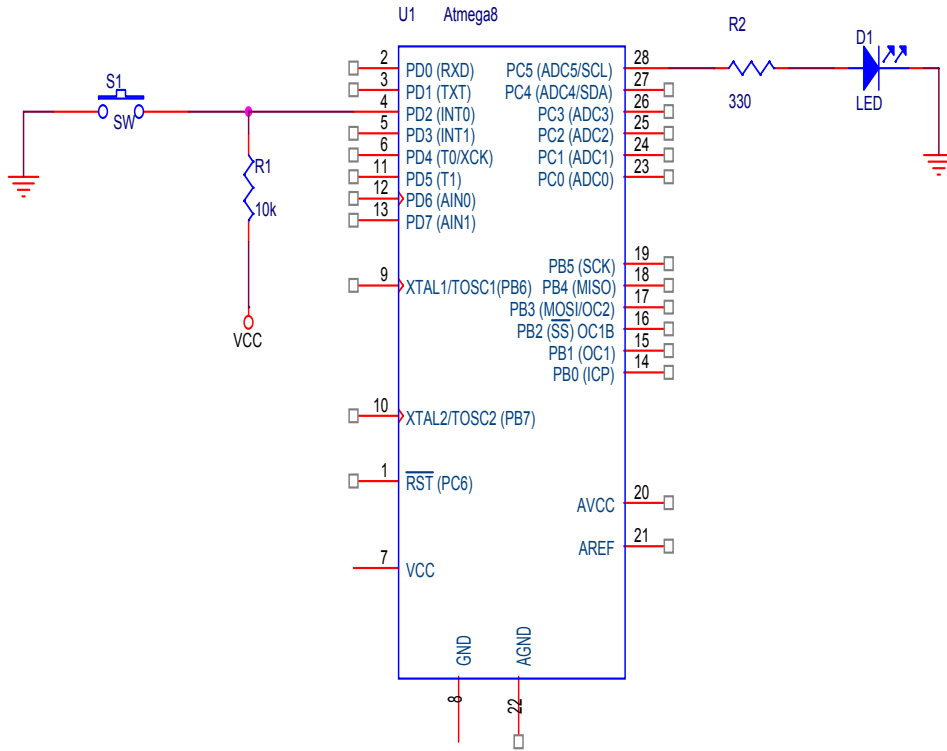 U1 Atmega8
R2
D1
LED
330
S1
SW
R1
10k
VCC
2 PD0 (RXD)
3 PD1 (TXT)
4 PD2 (INT0)
5 PD3 (INT1)
6 PD4 (T0/XCK)
11 PD5 (T1)
12 PD6 (AIN0)
13 PD7 (AIN1)
9 XTAL1/TOSC1(PB6)
10 XTAL2/TOSC2 (PB7)
1 RST (PC6)
7 VCC
PC5 (ADC5/SCL) 28
PC4 (ADC4/SDA) 27
PC3 (ADC3) 26
PC2 (ADC2) 25
PC1 (ADC1) 24
PC0 (ADC0) 23
PB5 (SCK) 19
PB4 (MISO) 18
PB3 (MOSI/OC2) 17
PB2 (SS) OC1B 16
PB1 (OC1) 15
PB0 (ICP) 14
AVCC 20
AREF 21
GND 8
AGND 22